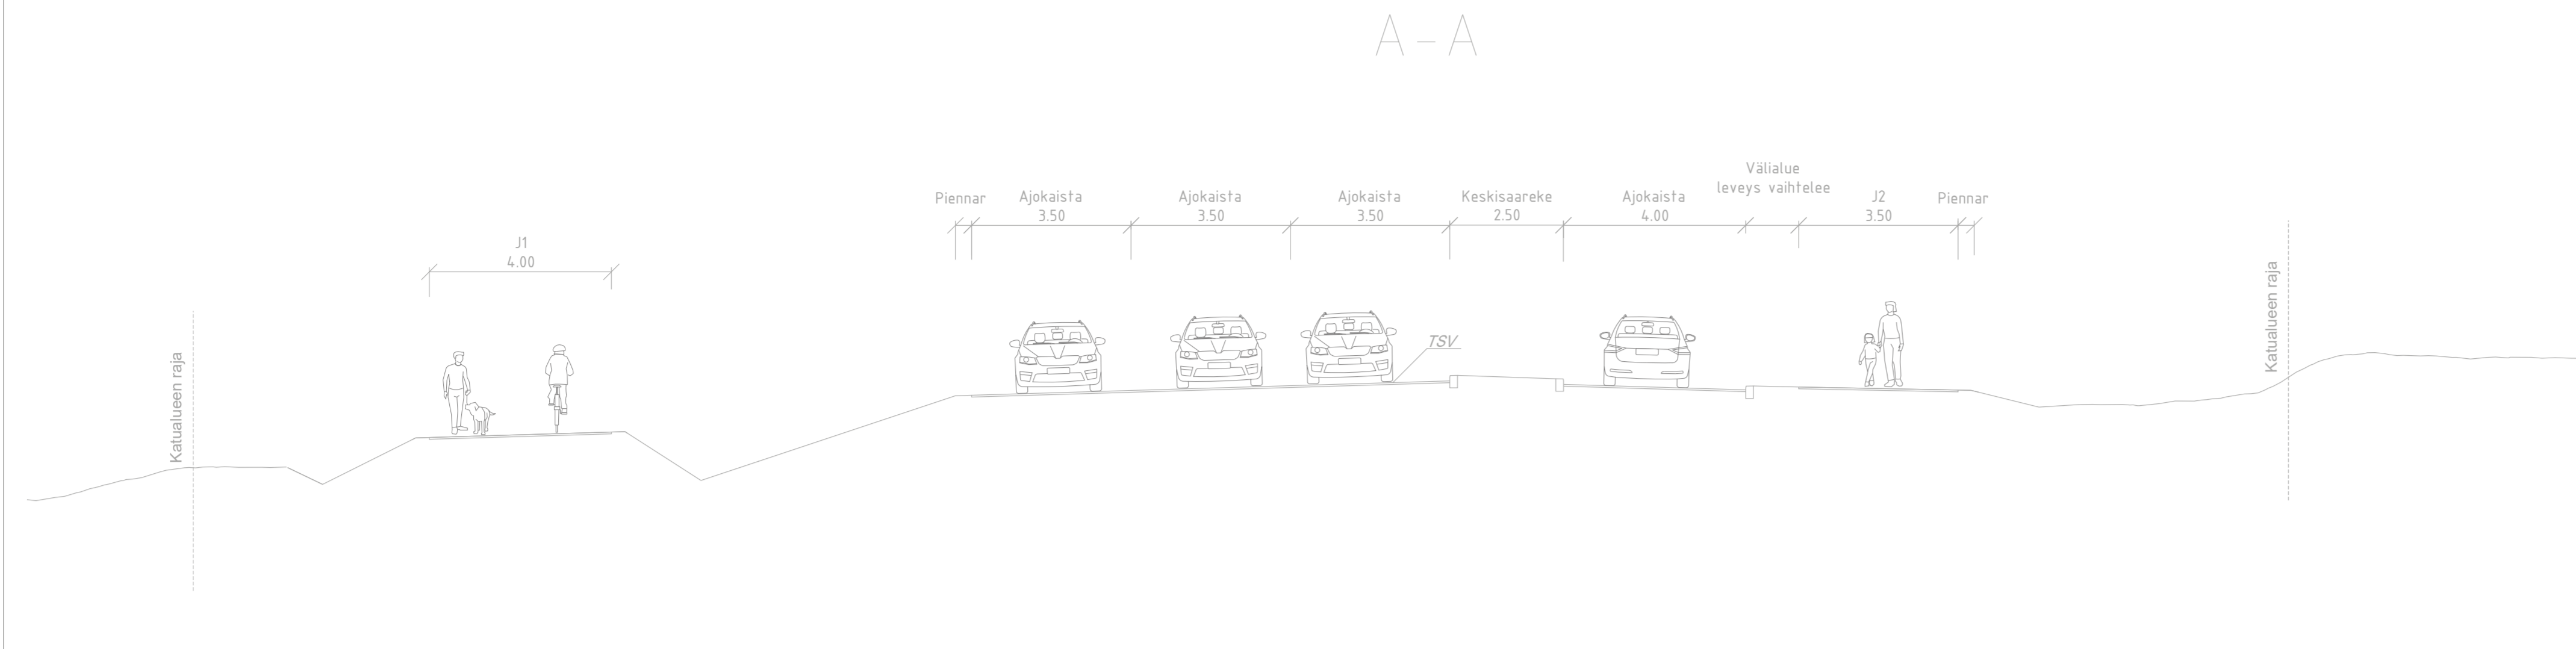 A-A
Katualueen raja
J1
4.00
Piennar
Ajokaista
3.50
Ajokaista
3.50
Ajokaista
3.50
Keskisaareke
2.50
Ajokaista
4.00
Välialue
leveys vaihtelee
J2
3.50
Piennar
TSV
Katualueen raja